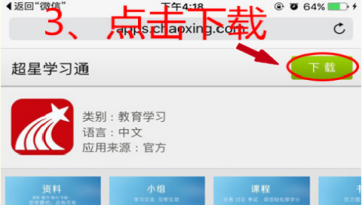 返回“微信” 下午4:18 64%
3、点击下载
apps.chaoxing.com
超星学习通 下 载
类别：教育学习
语言：中文
应用来源：官方
资料 小组 课程